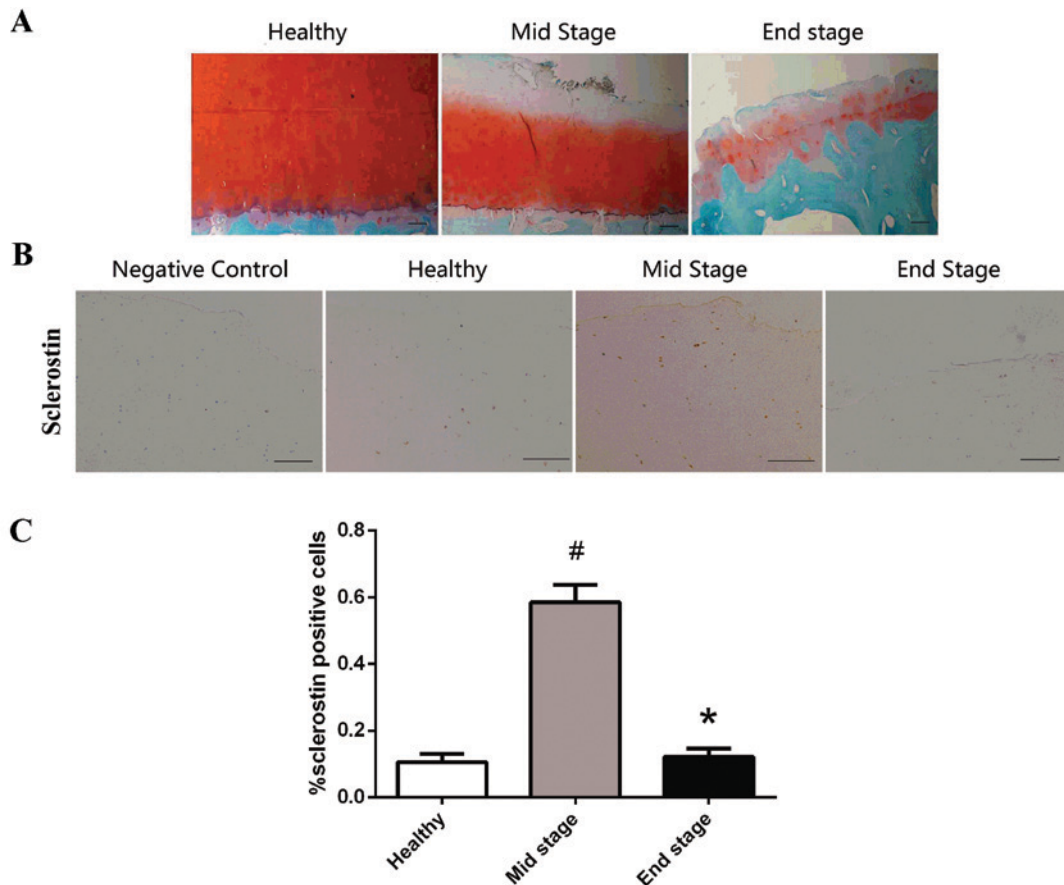 A
Healthy Mid Stage End stage
B
Negative Control Healthy Mid Stage End Stage
Sclerostin
C
%sclerostin positive cells
0.8
0.6
0.4
0.2
0.0
#
*
Healthy Mid stage End stage